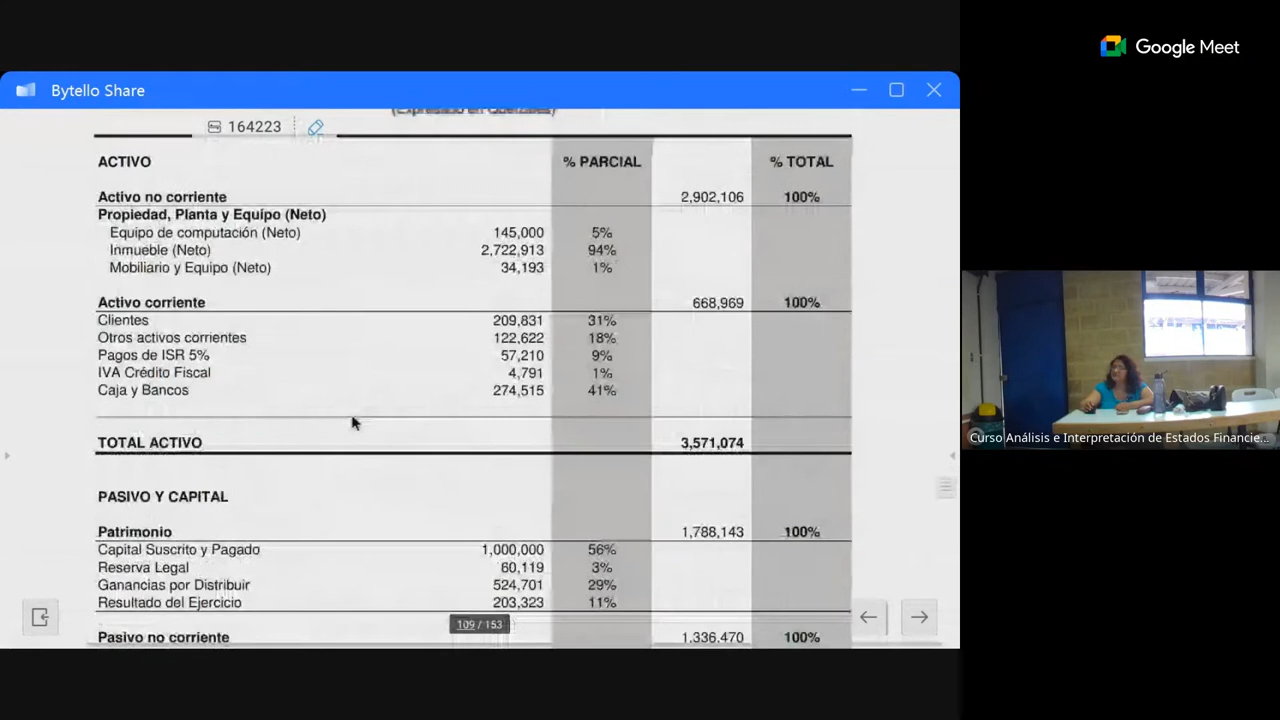 Google Meet
Bytello Share
(Expresado en Quetzales)
164223
ACTIVO % PARCIAL % TOTAL
Activo no corriente 2,902,106 100%
Propiedad, Planta y Equipo (Neto)
Equipo de computación (Neto) 145,000 5%
Inmueble (Neto) 2,722,913 94%
Mobiliario y Equipo (Neto) 34,193 1%
Activo corriente 668,969 100%
Clientes 209,831 31%
Otros activos corrientes 122,622 18%
Pagos de ISR 5% 57,210 9%
IVA Crédito Fiscal 4,791 1%
Caja y Bancos 274,515 41%
TOTAL ACTIVO 3,571,074
PASIVO Y CAPITAL
Patrimonio 1,788,143 100%
Capital Suscrito y Pagado 1,000,000 56%
Reserva Legal 60,119 3%
Ganancias por Distribuir 524,701 29%
Resultado del Ejercicio 203,323 11%
109 / 153
Pasivo no corriente 1,336,470 100%
Curso Análisis e Interpretación de Estados Financie...